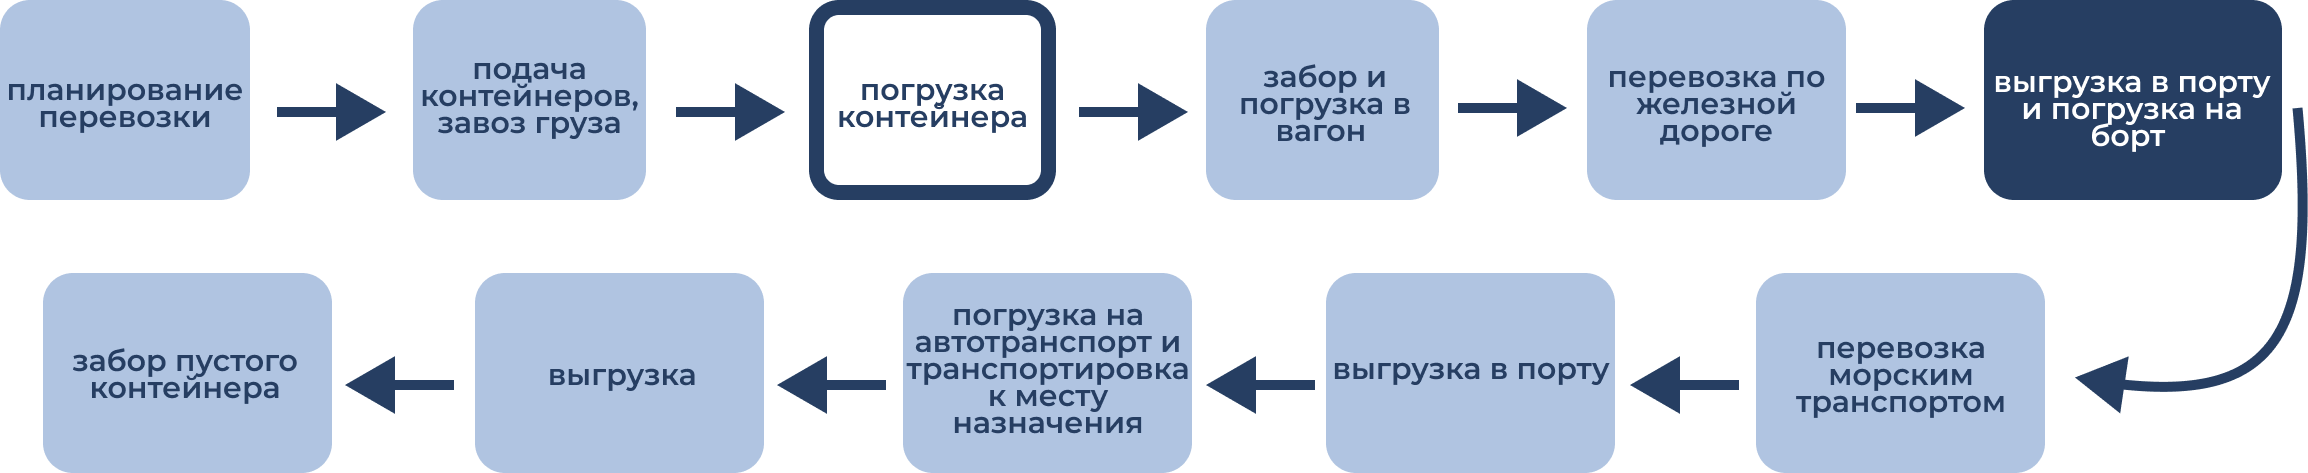 планирование
перевозки
подача
контейнеров,
завоз груза
погрузка
контейнера
забор и
погрузка в
вагон
перевозка по
железной
дороге
выгрузка в порту
и погрузка на
борт
перевозка
морским
транспортом
выгрузка в порту
погрузка на
автотранспорт и
транспортировка
к месту
назначения
выгрузка
забор пустого
контейнера